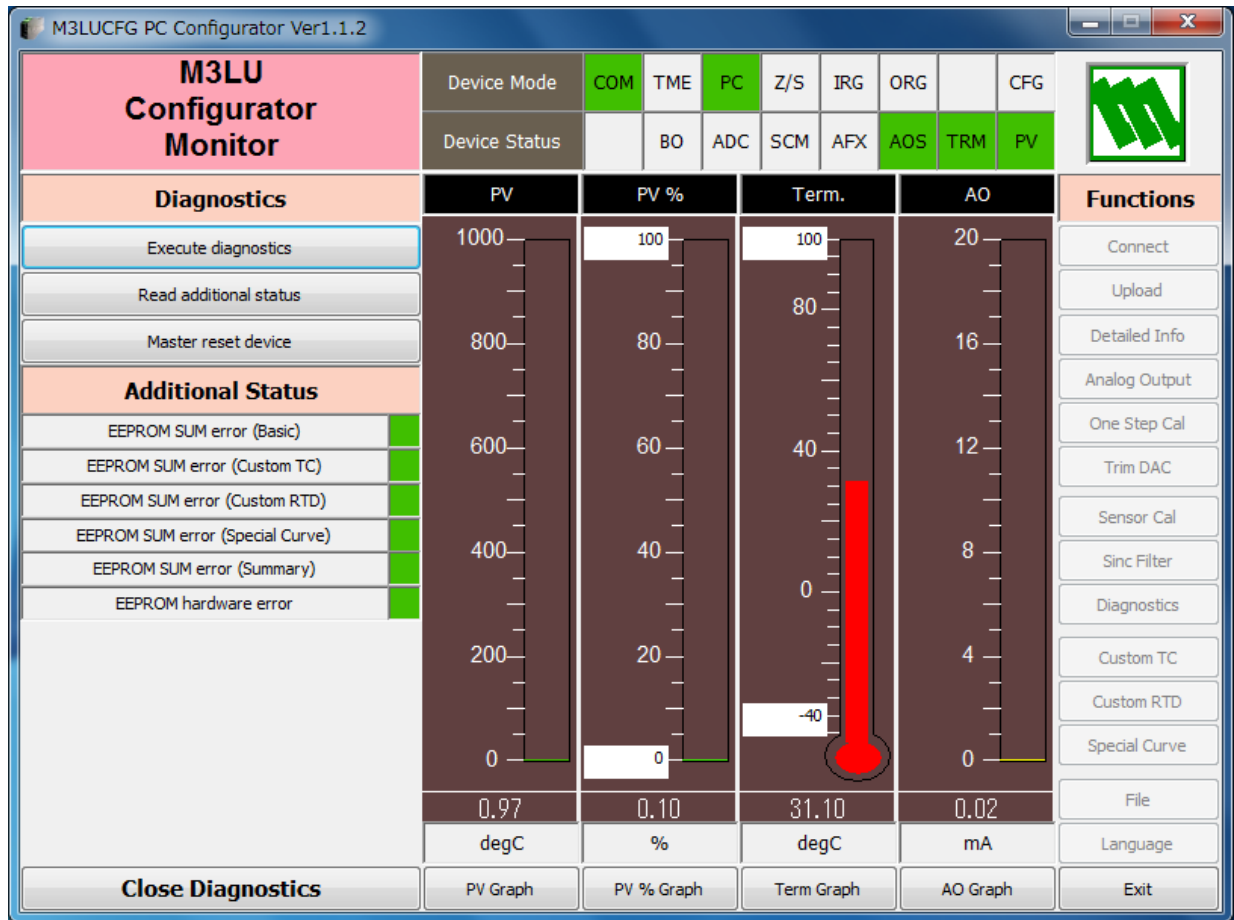 M3LUCFG PC Configurator Ver1.1.2
M3LU
Configurator
Monitor
Device Mode COM TME PC Z/S IRG ORG CFG
Device Status BO ADC SCM AFX AOS TRM PV
Diagnostics
Execute diagnostics
Read additional status
Master reset device
Additional Status
EEPROM SUM error (Basic)
EEPROM SUM error (Custom TC)
EEPROM SUM error (Custom RTD)
EEPROM SUM error (Special Curve)
EEPROM SUM error (Summary)
EEPROM hardware error
Close Diagnostics
PV
1000
800
600
400
200
0
0.97
degC
PV Graph
PV %
100
80
60
40
20
0
0.10
%
PV % Graph
Term.
100
80
40
0
-40
31.10
degC
Term Graph
AO
20
16
12
8
4
0
0.02
mA
AO Graph
Functions
Connect
Upload
Detailed Info
Analog Output
One Step Cal
Trim DAC
Sensor Cal
Sinc Filter
Diagnostics
Custom TC
Custom RTD
Special Curve
File
Language
Exit